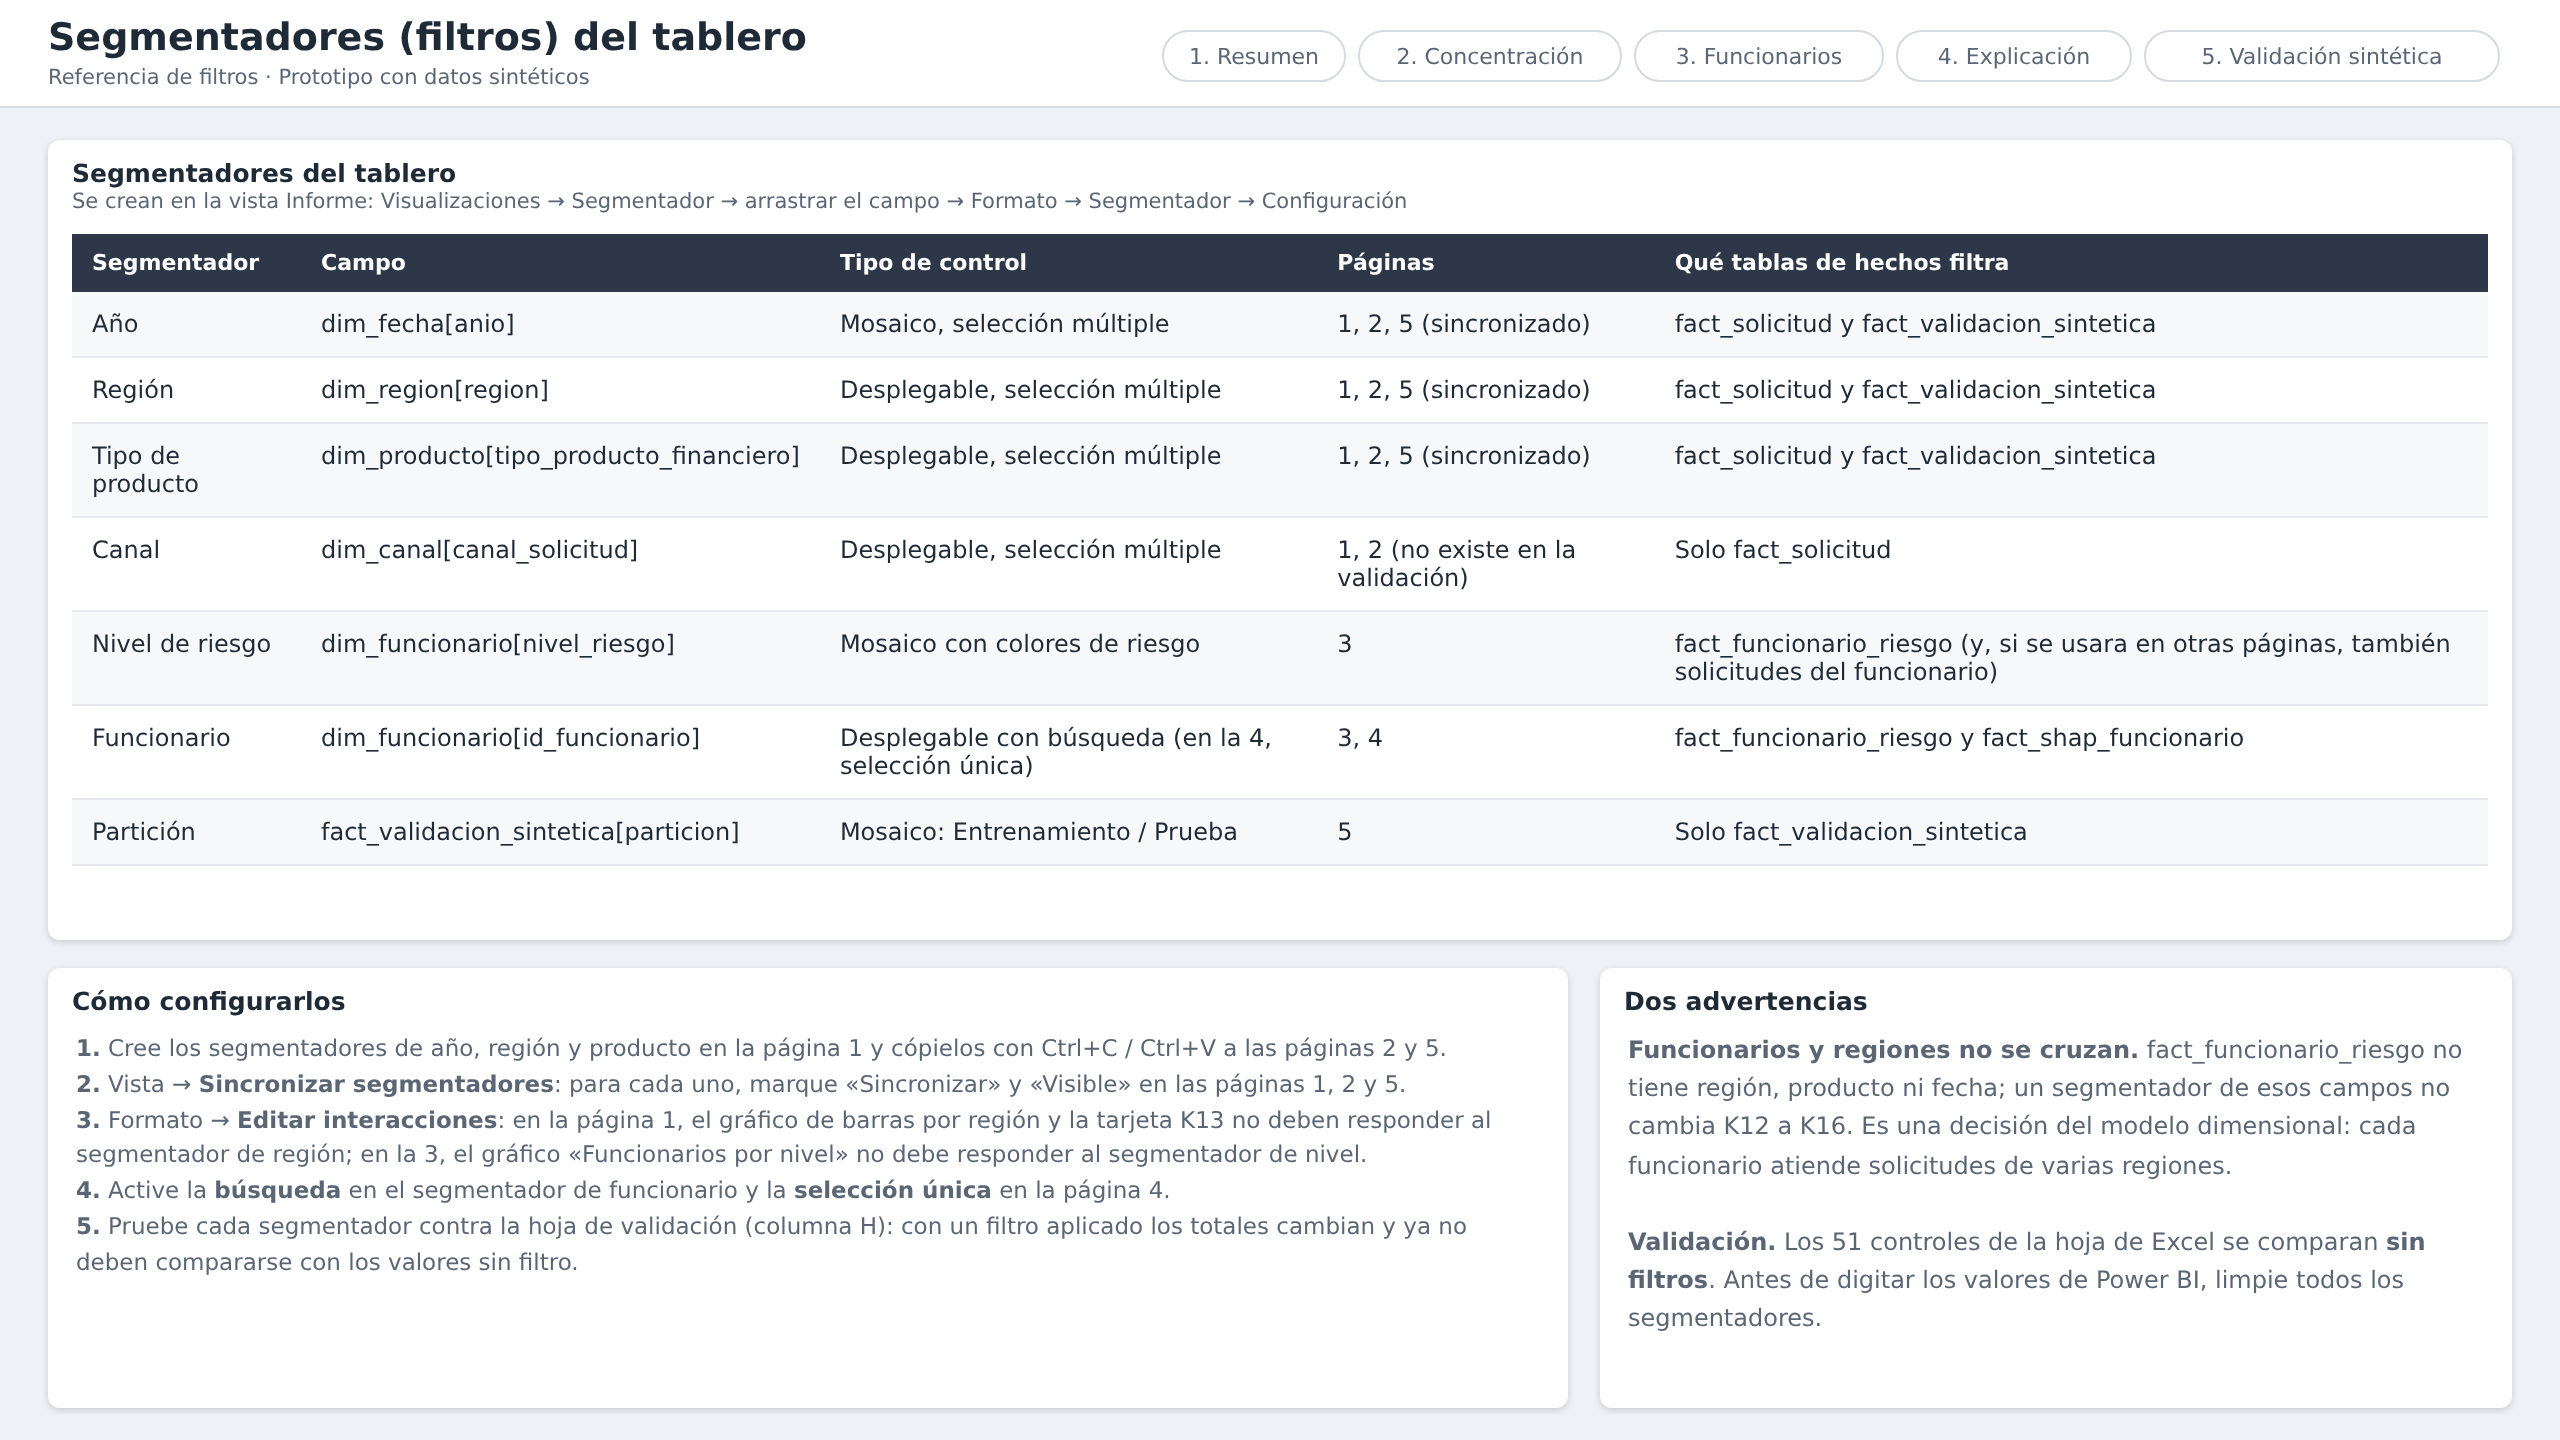 Segmentadores (filtros) del tablero
Referencia de filtros · Prototipo con datos sintéticos
1. Resumen
2. Concentración
3. Funcionarios
4. Explicación
5. Validación sintética
Segmentadores del tablero
Se crean en la vista Informe: Visualizaciones → Segmentador → arrastrar el campo → Formato → Segmentador → Configuración
Segmentador Campo Tipo de control Páginas Qué tablas de hechos filtra
Año dim_fecha[anio] Mosaico, selección múltiple 1, 2, 5 (sincronizado) fact_solicitud y fact_validacion_sintetica
Región dim_region[region] Desplegable, selección múltiple 1, 2, 5 (sincronizado) fact_solicitud y fact_validacion_sintetica
Tipo de
producto
dim_producto[tipo_producto_financiero] Desplegable, selección múltiple 1, 2, 5 (sincronizado) fact_solicitud y fact_validacion_sintetica
Canal dim_canal[canal_solicitud] Desplegable, selección múltiple
1, 2 (no existe en la
validación)
Solo fact_solicitud
Nivel de riesgo dim_funcionario[nivel_riesgo] Mosaico con colores de riesgo 3
fact_funcionario_riesgo (y, si se usara en otras páginas, también
solicitudes del funcionario)
Funcionario dim_funcionario[id_funcionario]
Desplegable con búsqueda (en la 4,
selección única)
3, 4 fact_funcionario_riesgo y fact_shap_funcionario
Partición fact_validacion_sintetica[particion] Mosaico: Entrenamiento / Prueba 5 Solo fact_validacion_sintetica
Cómo configurarlos
1. Cree los segmentadores de año, región y producto en la página 1 y cópielos con Ctrl+C / Ctrl+V a las páginas 2 y 5.
2. Vista → Sincronizar segmentadores: para cada uno, marque «Sincronizar» y «Visible» en las páginas 1, 2 y 5.
3. Formato → Editar interacciones: en la página 1, el gráfico de barras por región y la tarjeta K13 no deben responder al
segmentador de región; en la 3, el gráfico «Funcionarios por nivel» no debe responder al segmentador de nivel.
4. Active la búsqueda en el segmentador de funcionario y la selección única en la página 4.
5. Pruebe cada segmentador contra la hoja de validación (columna H): con un filtro aplicado los totales cambian y ya no
deben compararse con los valores sin filtro.
Dos advertencias
Funcionarios y regiones no se cruzan. fact_funcionario_riesgo no
tiene región, producto ni fecha; un segmentador de esos campos no
cambia K12 a K16. Es una decisión del modelo dimensional: cada
funcionario atiende solicitudes de varias regiones.
Validación. Los 51 controles de la hoja de Excel se comparan sin
filtros. Antes de digitar los valores de Power BI, limpie todos los
segmentadores.